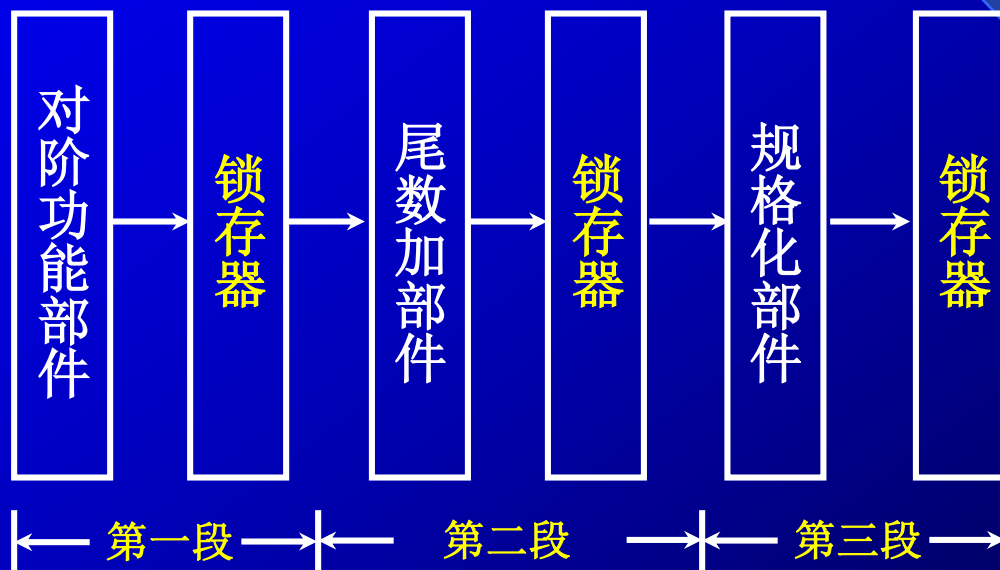 对阶功能部件
锁存器
尾数加部件
锁存器
规格化部件
锁存器
第一段
第二段
第三段